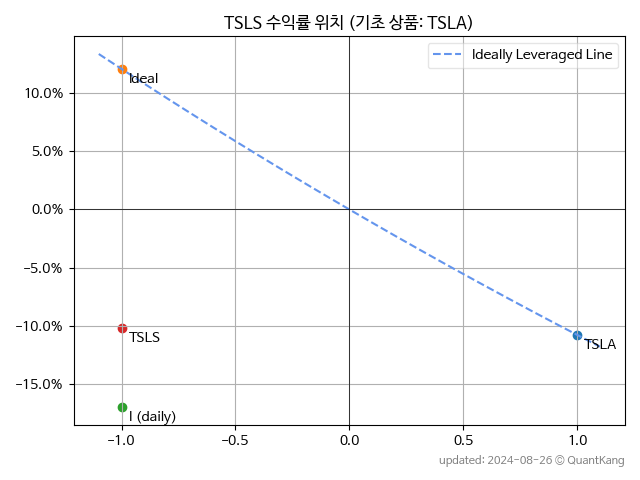 TSLS 수익률 위치 (기초 상품: TSLA)
Ideally Leveraged Line
Ideal
10.0%
5.0%
0.0%
−5.0%
−10.0%
−15.0%
TSLS
TSLA
I (daily)
−1.0
−0.5
0.0
0.5
1.0
updated: 2024-08-26 © QuantKang